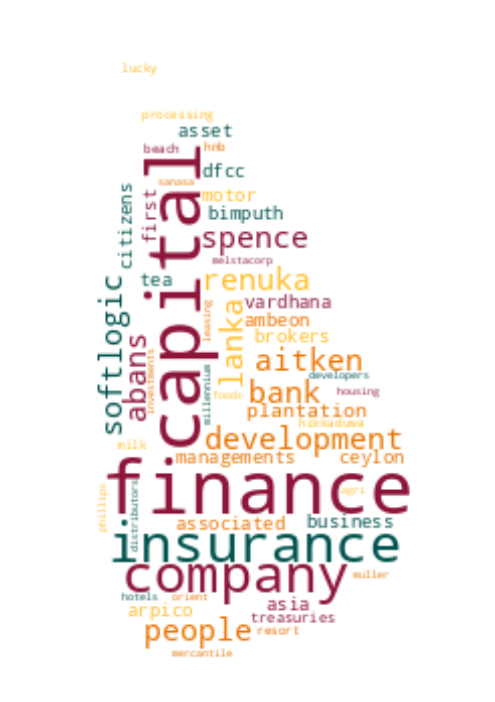 lucky
processing
asset
beach
hnb
dfcc
sanasa
capital
first
citizens
motor
bimputh
spence
melstacorp
tea
renuka
softlogic
vardhana
lanka
leasing
ambeon
abans
brokers
investments
aitken
developers
millennium
bank
foods
housing
plantation
hikkaduwa
development
milk
managements
ceylon
finance
agri
phillips
distributors
associated
business
insurance
company
muller
hotels
orient
asia
arpico
treasuries
people
resort
mercantile